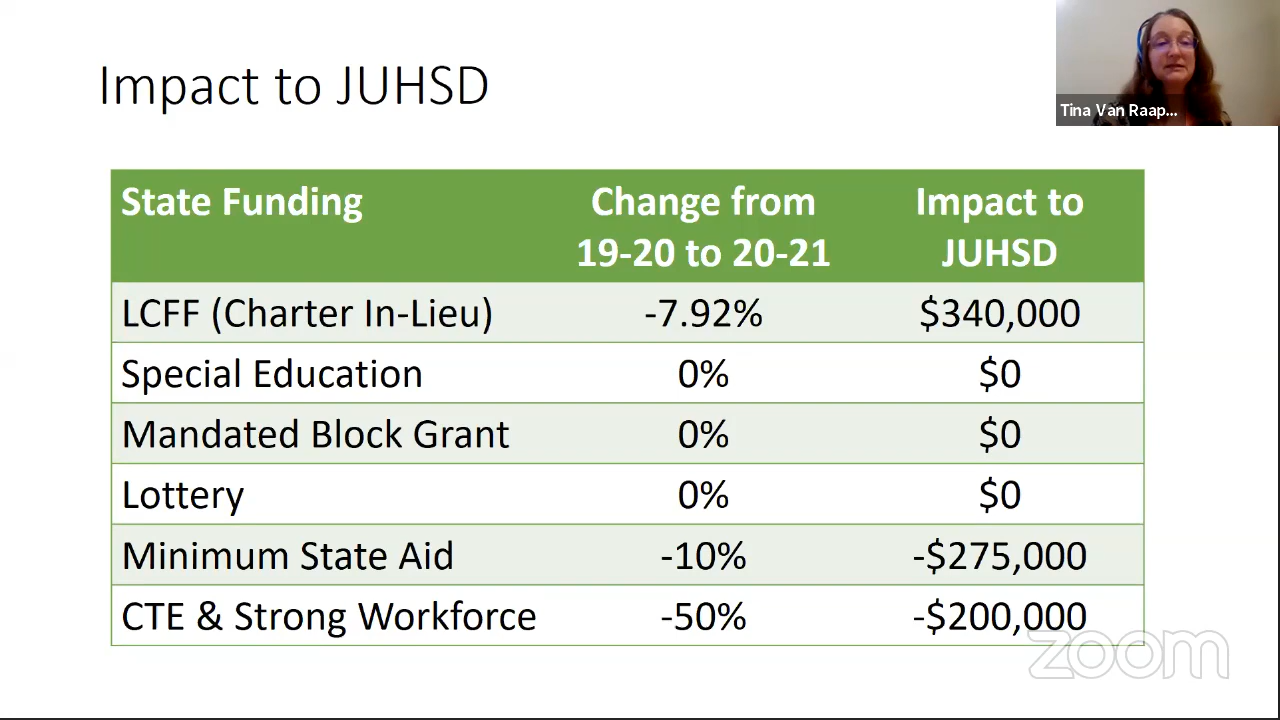 Impact to JUHSD
Tina Van Raap...
State Funding
Change from
19-20 to 20-21
Impact to
JUHSD
LCFF (Charter In-Lieu) -7.92% $340,000
Special Education 0% $0
Mandated Block Grant 0% $0
Lottery 0% $0
Minimum State Aid -10% -$275,000
CTE & Strong Workforce -50% -$200,000
zoom